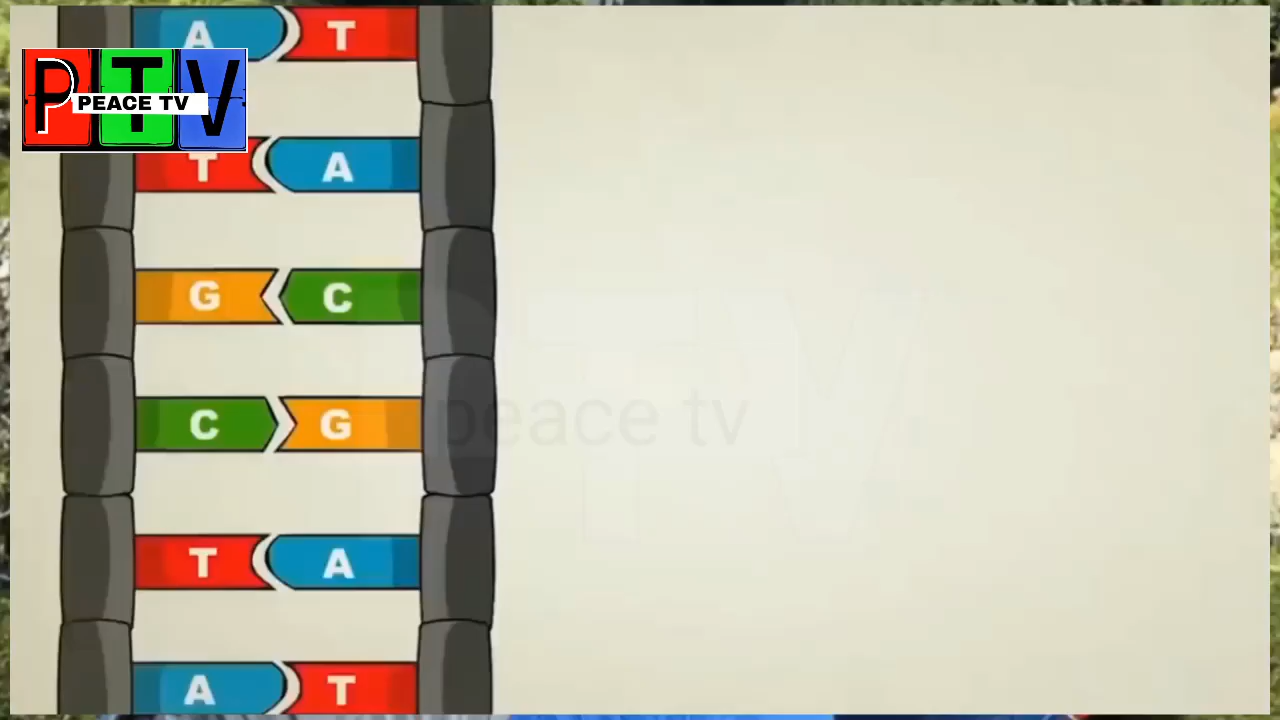 A T
P T V
PEACE TV
T A
G C
C G
peace tv
T A
A T